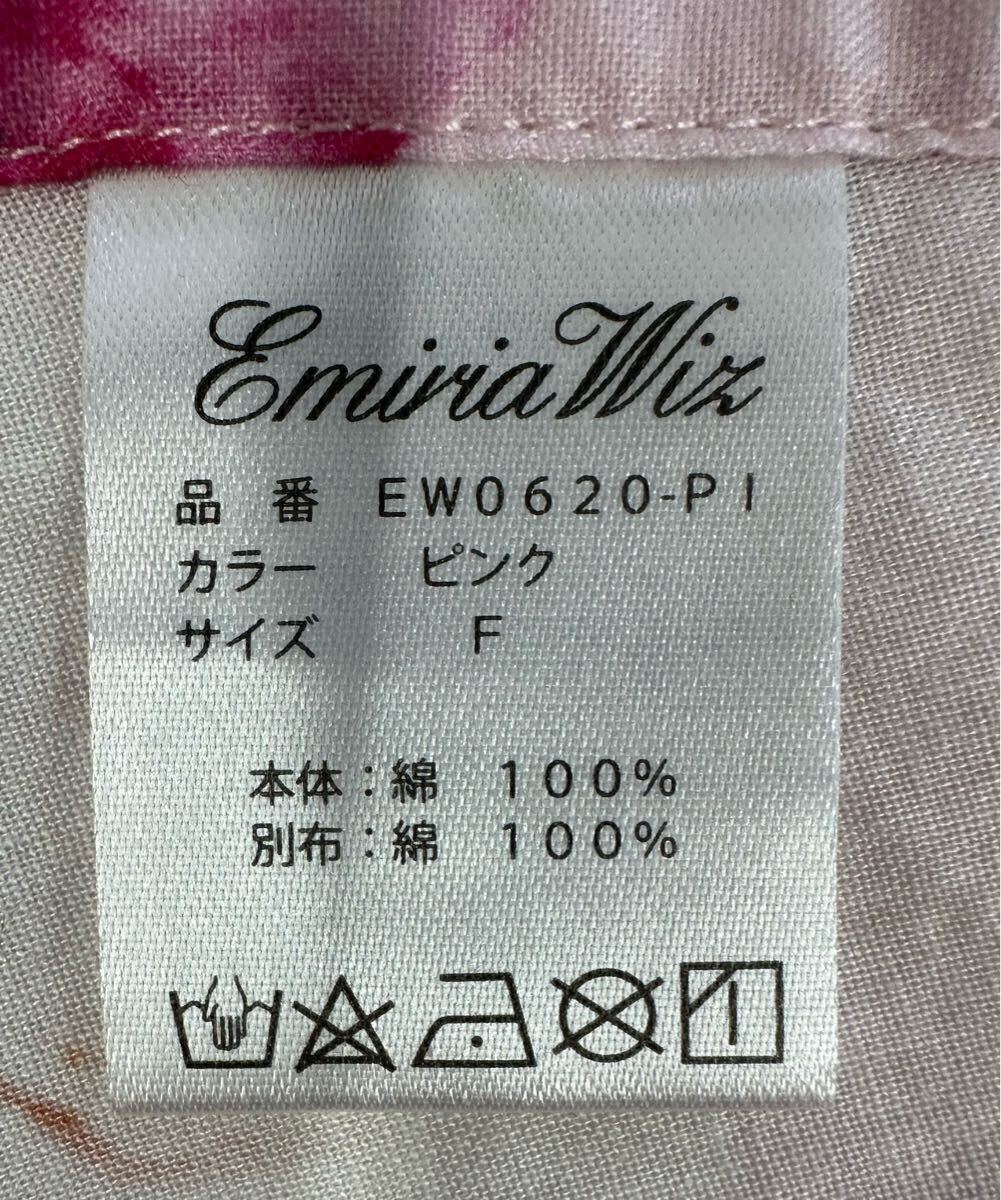 EmiriaWiz
品 番 EW0620-PI
カラー ピンク
サイズ F
本体：綿 100%
別布：綿 100%